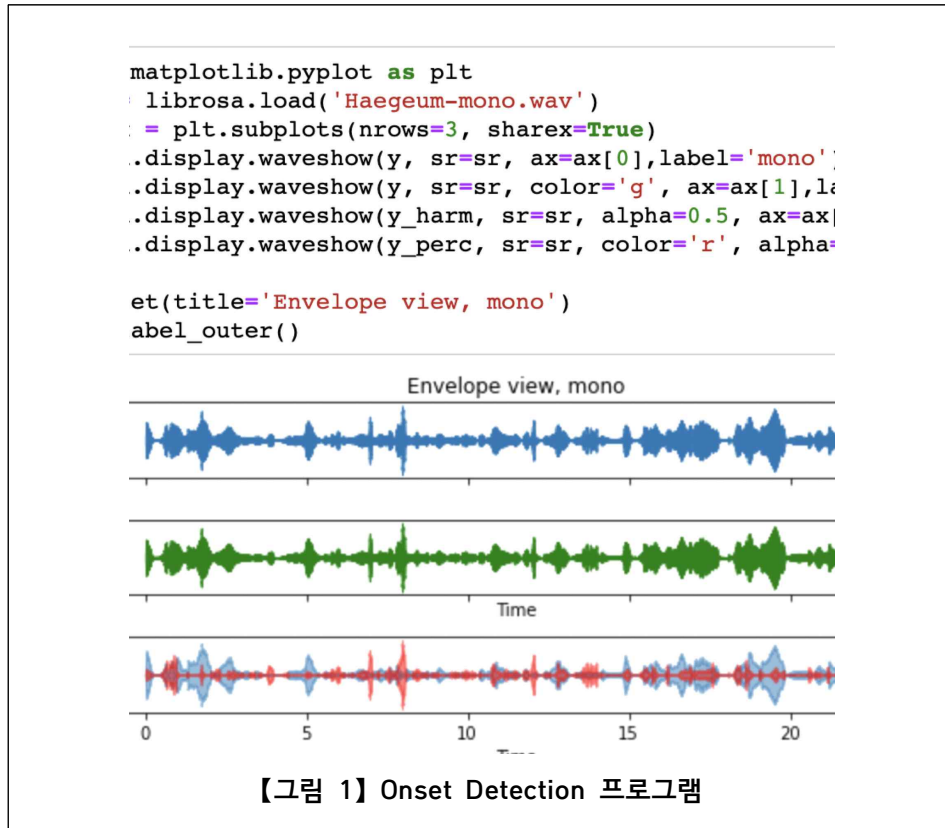 matplotlib.pyplot as plt
librosa.load('Haegeum-mono.wav')
= plt.subplots(nrows=3, sharex=True)
.display.waveshow(y, sr=sr, ax=ax[0],label='mono'
.display.waveshow(y, sr=sr, color='g', ax=ax[1],la
.display.waveshow(y_harm, sr=sr, alpha=0.5, ax=ax[
.display.waveshow(y_perc, sr=sr, color='r', alpha=
et(title='Envelope view, mono')
abel_outer()
Envelope view, mono
Time
0 5 10 15 20
【그림 1】 Onset Detection 프로그램